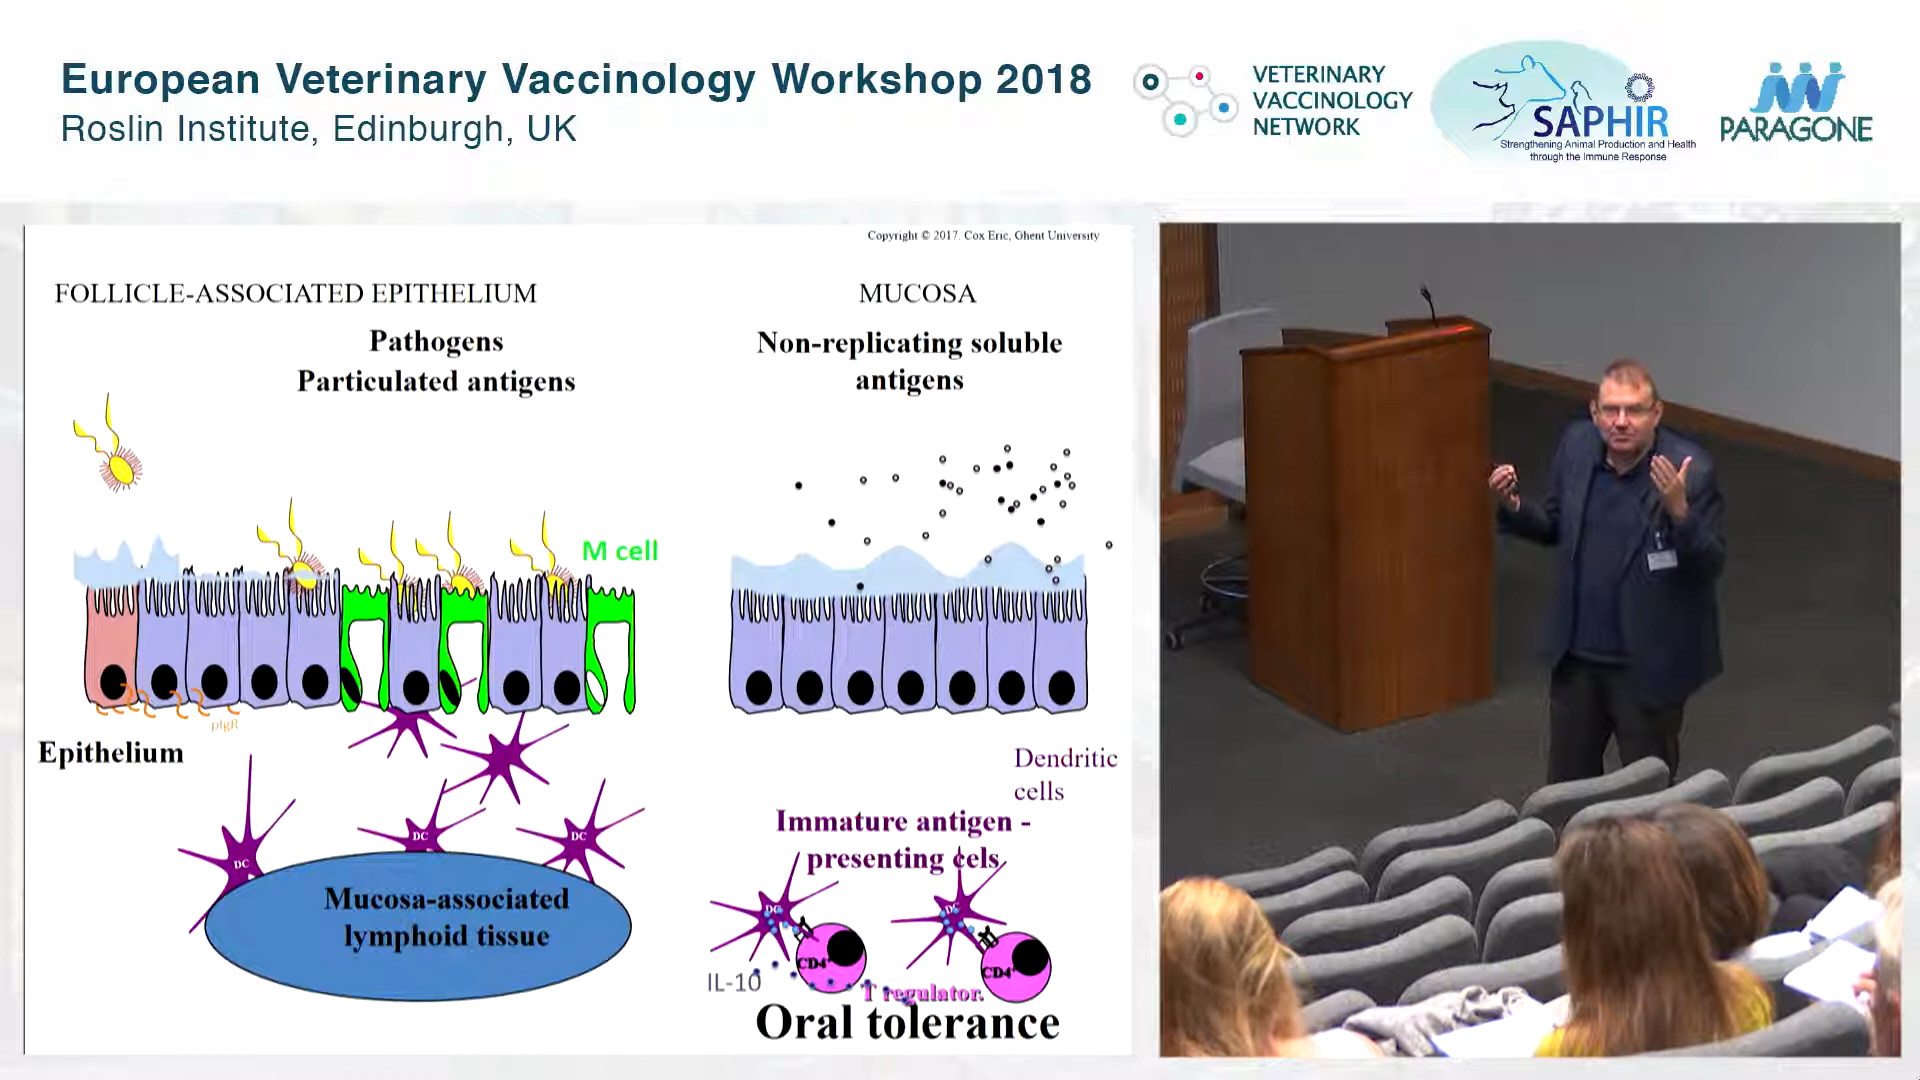 European Veterinary Vaccinology Workshop 2018
Roslin Institute, Edinburgh, UK
VETERINARY
VACCINOLOGY
NETWORK
SAPHIR
Strengthening Animal Production and Health
through the Immune Response
PARAGONE
Copyright © 2017. Cox Eric, Ghent University
FOLLICLE-ASSOCIATED EPITHELIUM
Pathogens
Particulated antigens
M cell
pIgR
Epithelium
DC
DC
DC
Mucosa-associated
lymphoid tissue
MUCOSA
Non-replicating soluble
antigens
Dendritic
cells
Immature antigen -
presenting cels
DC
DC
CD4+
CD4+
IL-10
T regulator.
Oral tolerance